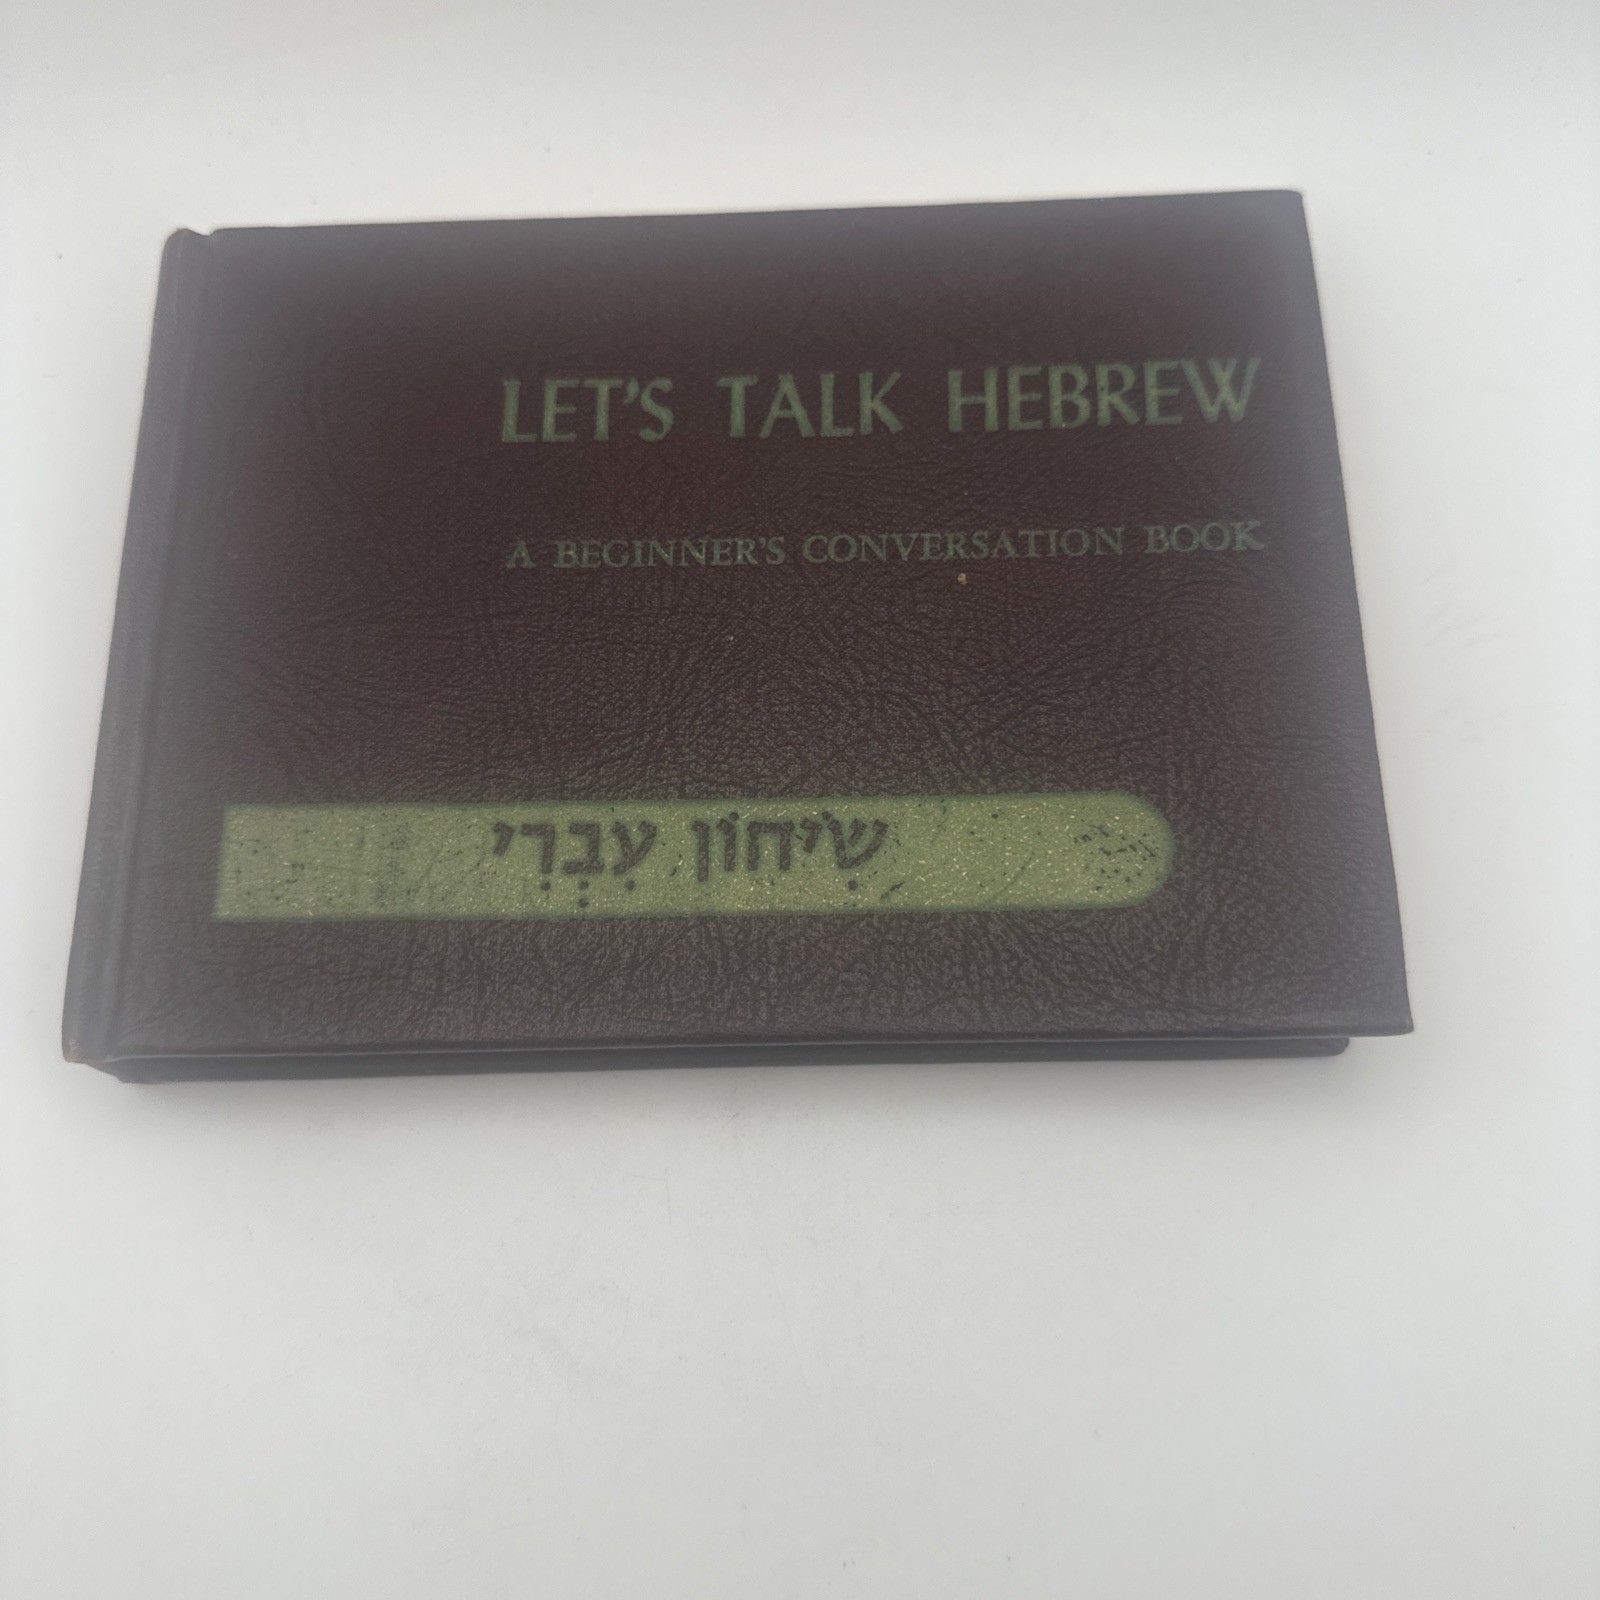 LET'S TALK HEBREW
A BEGINNER'S CONVERSATION BOOK
שִׂיחוֹן עִבְרִי